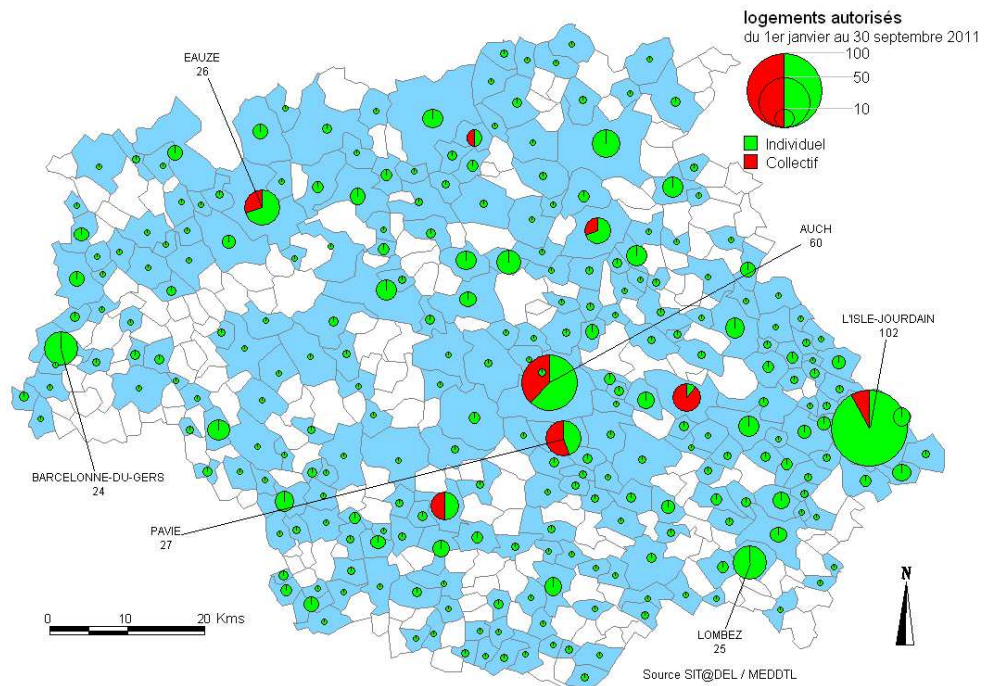 logements autorisés
du 1er janvier au 30 septembre 2011
100
50
10
Individuel
Collectif
EAUZE
26
AUCH
60
L'ISLE-JOURDAIN
102
BARCELONNE-DU-GERS
24
PAVIE
27
LOMBEZ
25
N
0 10 20 Kms
Source SIT@DEL / MEDDTL